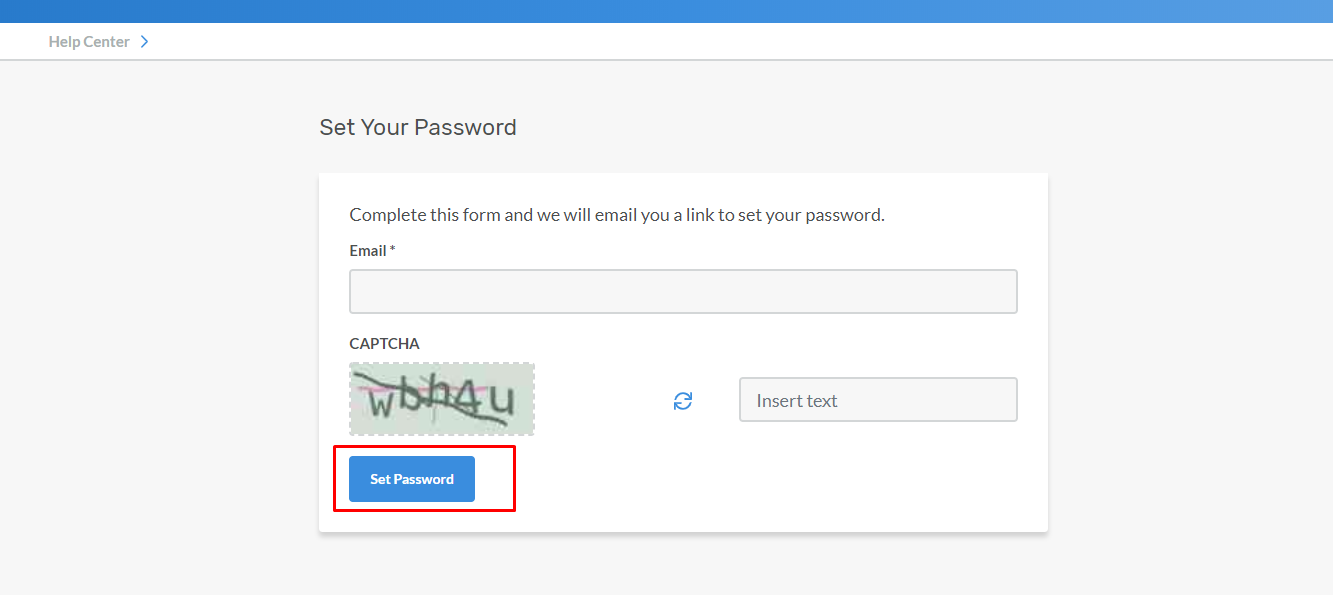 Help Center
Set Your Password
Complete this form and we will email you a link to set your password.
Email *
CAPTCHA
wbh4u
Insert text
Set Password